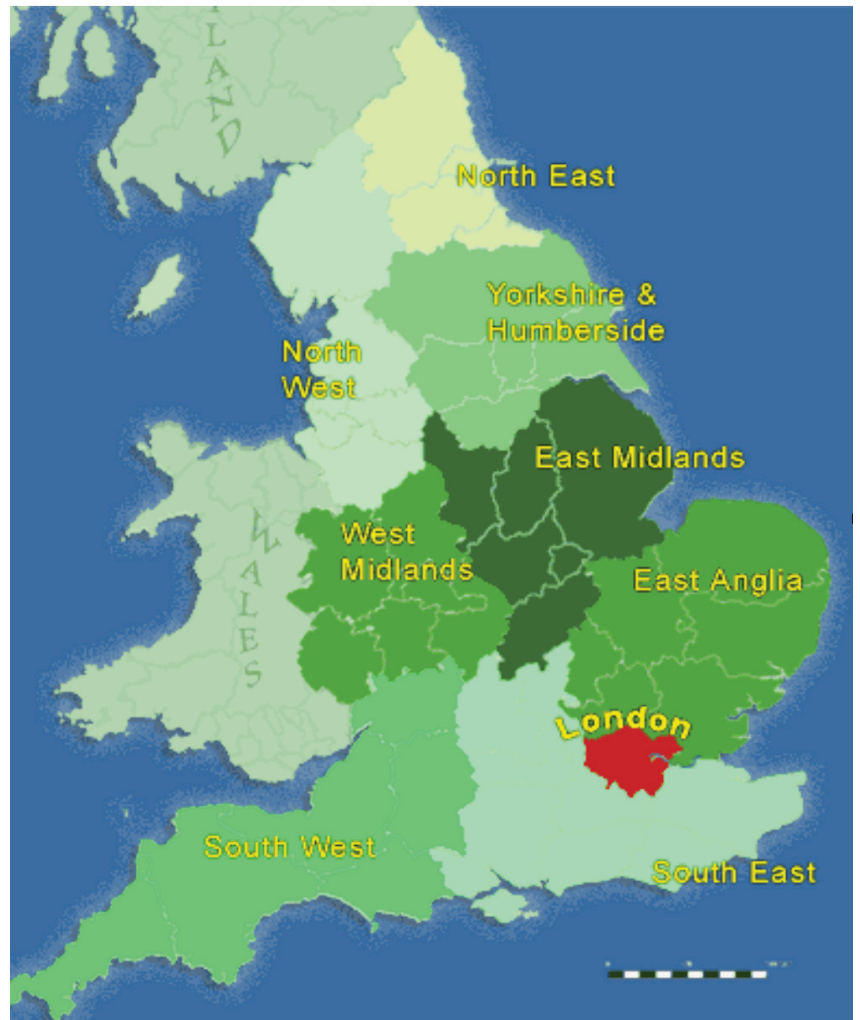 LAND
North East
Yorkshire &
Humberside
North
West
East Midlands
West
Midlands
WALES
East Anglia
London
South West
South East